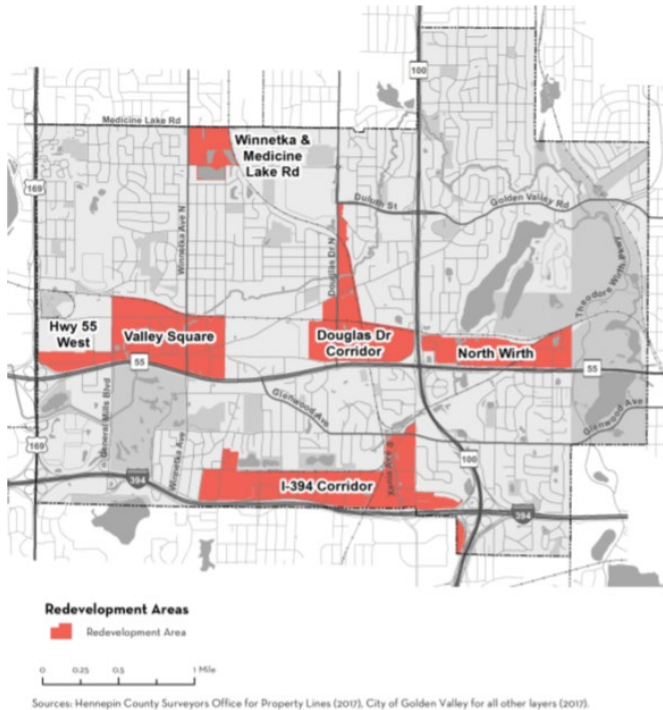 100
Medicine Lake Rd
Winnetka &
Medicine
Lake Rd
169
Winnetka Ave N
Duluth St
Golden Valley Rd
Douglas Dr N
Theodore Wirth Pkwy
Hwy 55
West
Valley Square
Douglas Dr
Corridor
North Wirth
55
55
General Mills Blvd
Glenwood Ave
Glenwood Ave
169
Winnetka Ave
Xenia Ave S
100
394
I-394 Corridor
394
Redevelopment Areas
Redevelopment Area
0 0.25 0.5 1 Mile
Sources: Hennepin County Surveyors Office for Property Lines (2017), City of Golden Valley for all other layers (2017).